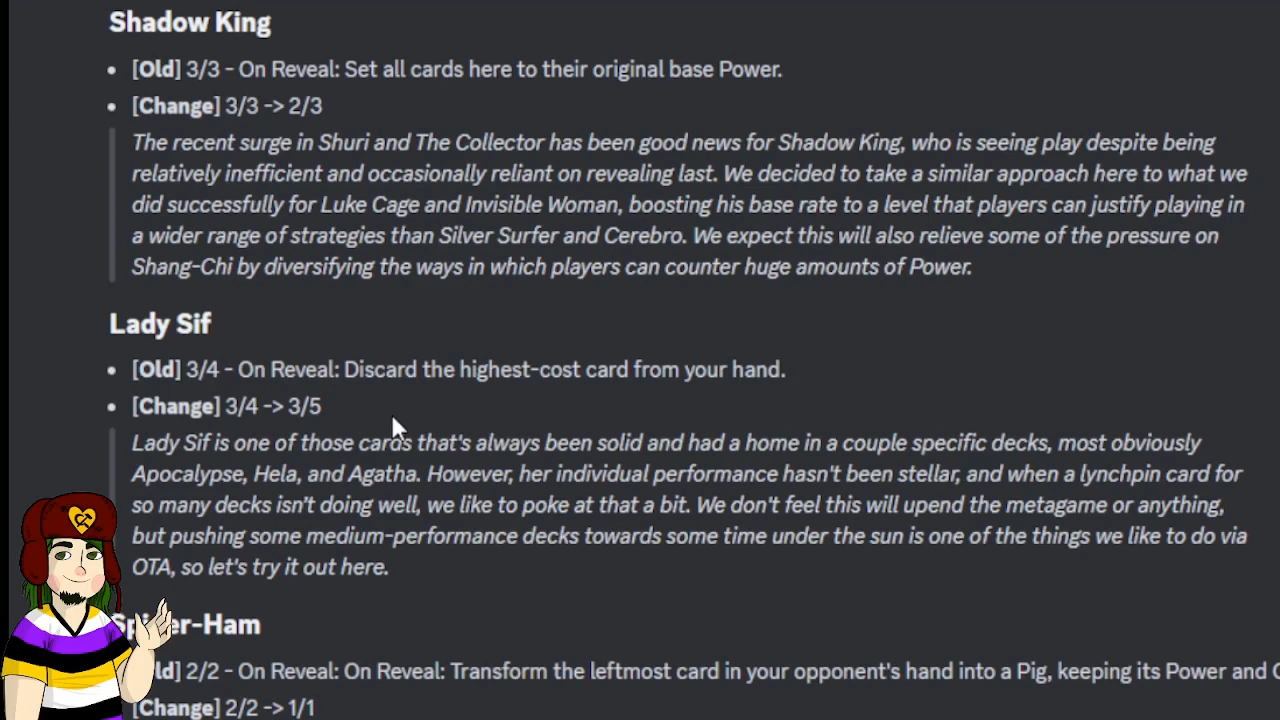 Shadow King
• [Old] 3/3 - On Reveal: Set all cards here to their original base Power.
• [Change] 3/3 -> 2/3
The recent surge in Shuri and The Collector has been good news for Shadow King, who is seeing play despite being
relatively inefficient and occasionally reliant on revealing last. We decided to take a similar approach here to what we
did successfully for Luke Cage and Invisible Woman, boosting his base rate to a level that players can justify playing in
a wider range of strategies than Silver Surfer and Cerebro. We expect this will also relieve some of the pressure on
Shang-Chi by diversifying the ways in which players can counter huge amounts of Power.
Lady Sif
• [Old] 3/4 - On Reveal: Discard the highest-cost card from your hand.
• [Change] 3/4 -> 3/5
Lady Sif is one of those cards that's always been solid and had a home in a couple specific decks, most obviously
Apocalypse, Hela, and Agatha. However, her individual performance hasn't been stellar, and when a lynchpin card for
so many decks isn't doing well, we like to poke at that a bit. We don't feel this will upend the metagame or anything,
but pushing some medium-performance decks towards some time under the sun is one of the things we like to do via
OTA, so let's try it out here.
Spider-Ham
[Old] 2/2 - On Reveal: On Reveal: Transform the leftmost card in your opponent's hand into a Pig, keeping its Power and
[Change] 2/2 -> 1/1